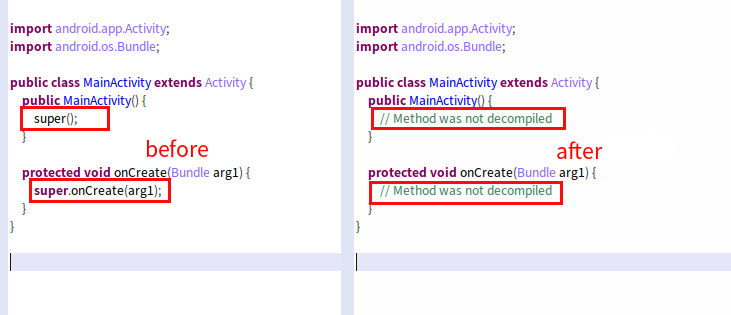 import android.app.Activity;
import android.os.Bundle;
public class MainActivity extends Activity {
public MainActivity() {
super();
}
before
protected void onCreate(Bundle arg1) {
super.onCreate(arg1);
}
}
import android.app.Activity;
import android.os.Bundle;
public class MainActivity extends Activity {
public MainActivity() {
// Method was not decompiled
}
after
protected void onCreate(Bundle arg1) {
// Method was not decompiled
}
}